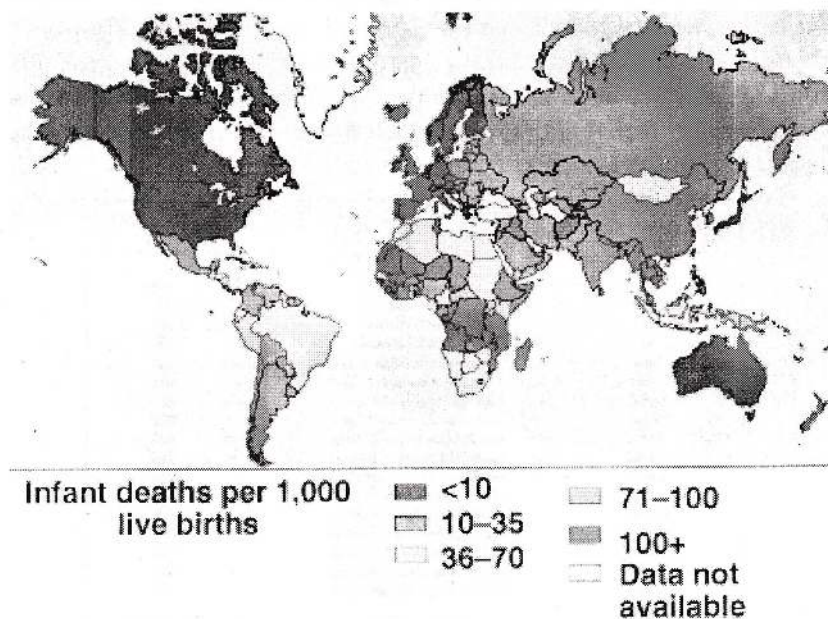 Infant deaths per 1,000
live births
<10
10–35
36–70
71–100
100+
Data not
available